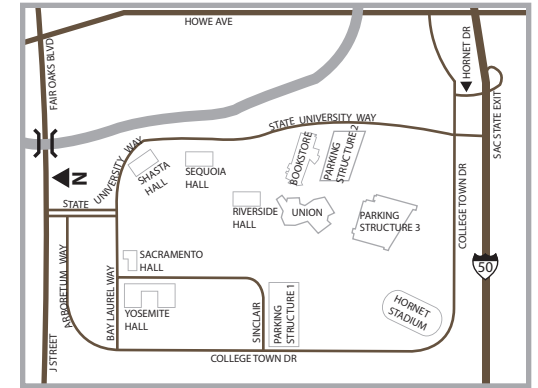 HOWE AVE
FAIR OAKS BLVD
HORNET DR
SAC STATE EXIT
STATE UNIVERSITY WAY
N
STATE
UNIVERSITY WAY
SHASTA
HALL
SEQUOIA
HALL
BOOKSTORE
PARKING
STRUCTURE 2
RIVERSIDE
HALL
UNION
PARKING
STRUCTURE 3
COLLEGE TOWN DR
50
ARBORETUM WAY
BAY LAUREL WAY
SACRAMENTO
HALL
YOSEMITE
HALL
SINCLAIR
PARKING
STRUCTURE 1
HORNET
STADIUM
J STREET
COLLEGE TOWN DR